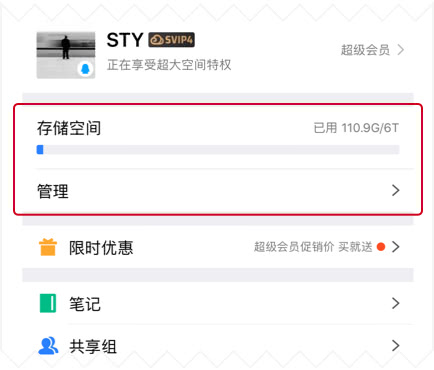 STY SVIP4
正在享受超大空间特权
超级会员
存储空间 已用 110.9G/6T
管理
限时优惠 超级会员促销价 买就送
笔记
共享组